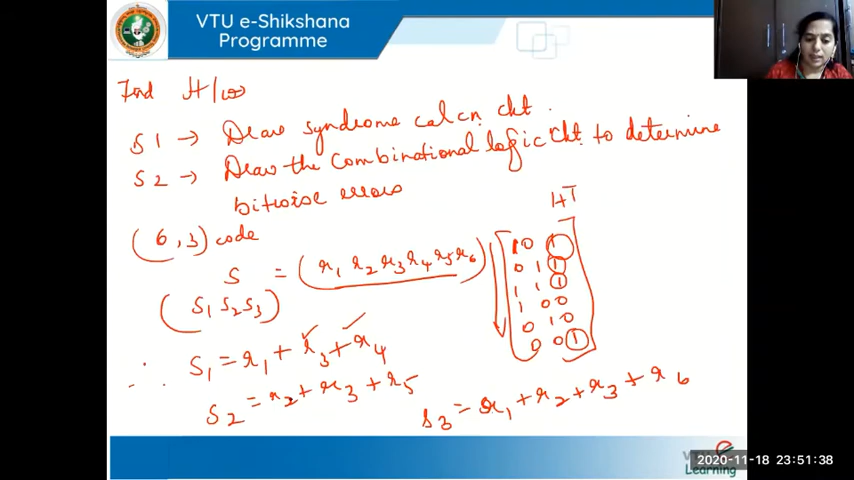 VTU e-Shikshana
Programme
Find H/w
S1 → Draw syndrome calcn. ckt.
S2 → Draw the Combinational logic ckt. to determine
bitwise errors
(6,3) code
Hᵀ
S = (r₁ r₂ r₃ r₄ r₅ r₆)
(S₁ S₂ S₃)
1 0 1
0 1 1
1 1 1
1 0 0
0 1 0
0 0 1
∴ S₁ = r₁ + r₃ + r₄
S₂ = r₂ + r₃ + r₅
S₃ = r₁ + r₂ + r₃ + r₆
Learning
2020-11-18 23:51:38